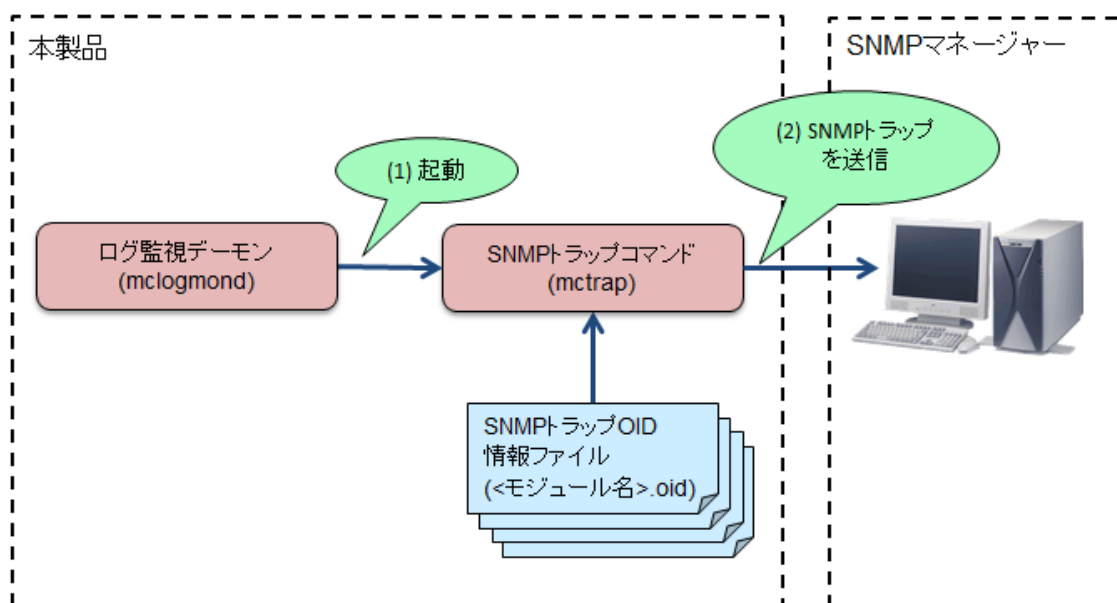 本製品
SNMPマネージャー
(1) 起動
(2) SNMPトラップ
を送信
ログ監視デーモン
(mclogmond)
SNMPトラップコマンド
(mctrap)
SNMPトラップOID
情報ファイル
(<モジュール名>.oid)